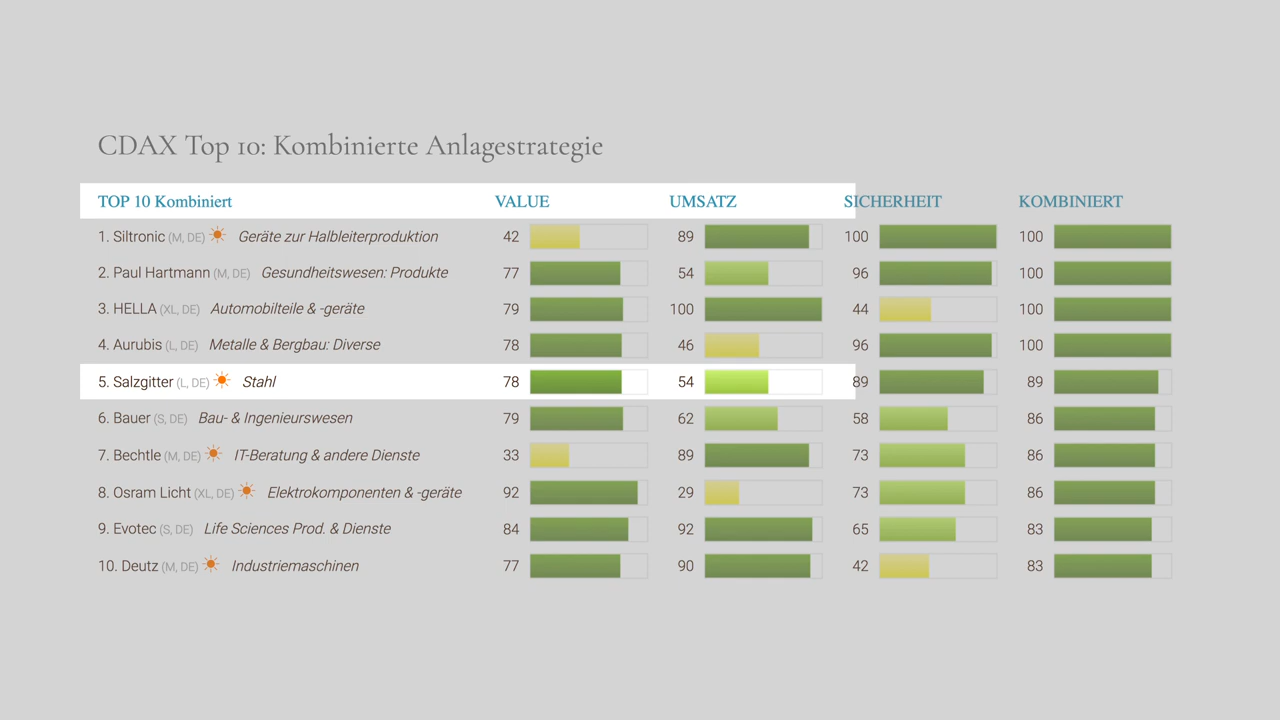 CDAX Top 10: Kombinierte Anlagestrategie
TOP 10 Kombiniert VALUE UMSATZ SICHERHEIT KOMBINIERT
1. Siltronic (M, DE) Geräte zur Halbleiterproduktion 42 89 100 100
2. Paul Hartmann (M, DE) Gesundheitswesen: Produkte 77 54 96 100
3. HELLA (XL, DE) Automobilteile & -geräte 79 100 44 100
4. Aurubis (L, DE) Metalle & Bergbau: Diverse 78 46 96 100
5. Salzgitter (L, DE) Stahl 78 54 89 89
6. Bauer (S, DE) Bau- & Ingenieurswesen 79 62 58 86
7. Bechtle (M, DE) IT-Beratung & andere Dienste 33 89 73 86
8. Osram Licht (XL, DE) Elektrokomponenten & -geräte 92 29 73 86
9. Evotec (S, DE) Life Sciences Prod. & Dienste 84 92 65 83
10. Deutz (M, DE) Industriemaschinen 77 90 42 83